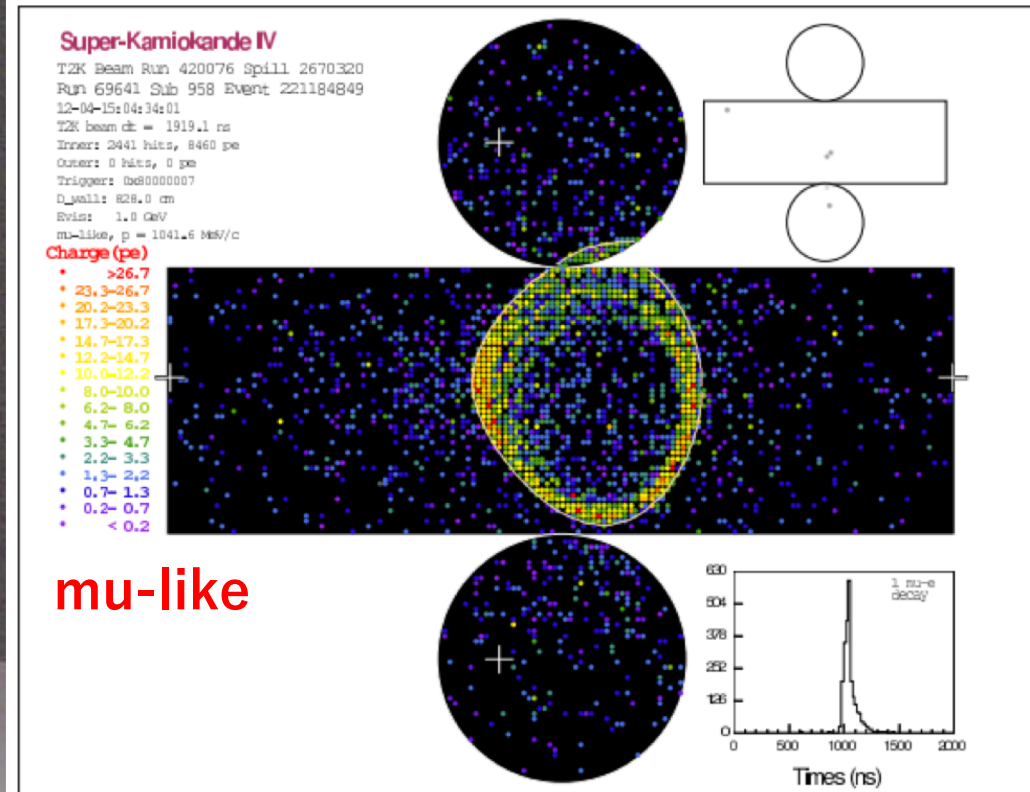 Super-Kamiokande IV
T2K Beam Run 420076 Spill 2670320
Run 69641 Sub 958 Event 221184849
12-04-15:04:34:01
T2K beam dt = 1919.1 ns
Inner: 2441 hits, 8460 pe
Outer: 0 hits, 0 pe
Trigger: 0x80000007
D_wall: 828.0 cm
Evis: 1.0 GeV
mu-like, p = 1041.6 MeV/c
Charge(pe)
>26.7
23.3-26.7
20.2-23.3
17.3-20.2
14.7-17.3
12.2-14.7
10.0-12.2
8.0-10.0
6.2- 8.0
4.7- 6.2
3.3- 4.7
2.2- 3.3
1.3- 2.2
0.7- 1.3
0.2- 0.7
< 0.2
mu-like
630
504
378
252
126
0
1 mu-e
decay
0 500 1000 1500 2000
Times (ns)